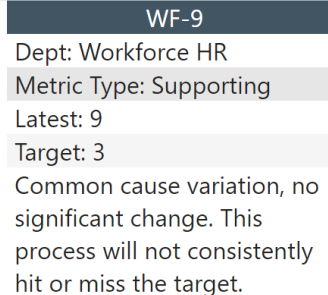 WF-9
Dept: Workforce HR
Metric Type: Supporting
Latest: 9
Target: 3
Common cause variation, no
significant change. This
process will not consistently
hit or miss the target.